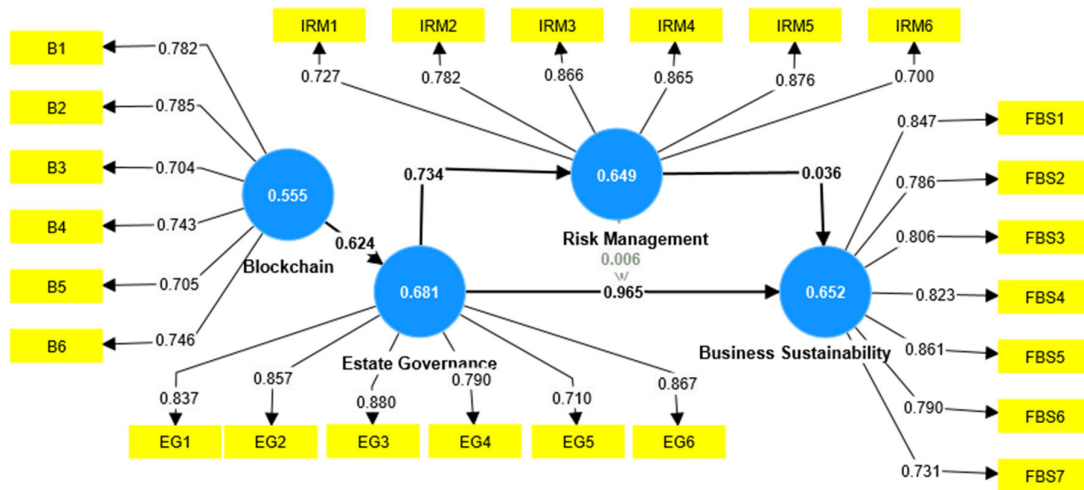 IRM1 IRM2 IRM3 IRM4 IRM5 IRM6
0.727 0.782 0.866 0.865 0.876 0.700
B1
0.782
B2
0.785
B3
0.704
B4
0.743
B5
0.705
B6
0.746
0.555
Blockchain
0.624
0.734
0.649
Risk Management
0.036
0.006
0.965
0.681
Estate Governance
0.652
Business Sustainability
0.847
FBS1
0.786
FBS2
0.806
FBS3
0.823
FBS4
0.861
FBS5
0.790
FBS6
0.731
FBS7
0.837 0.857 0.880 0.790 0.710 0.867
EG1 EG2 EG3 EG4 EG5 EG6